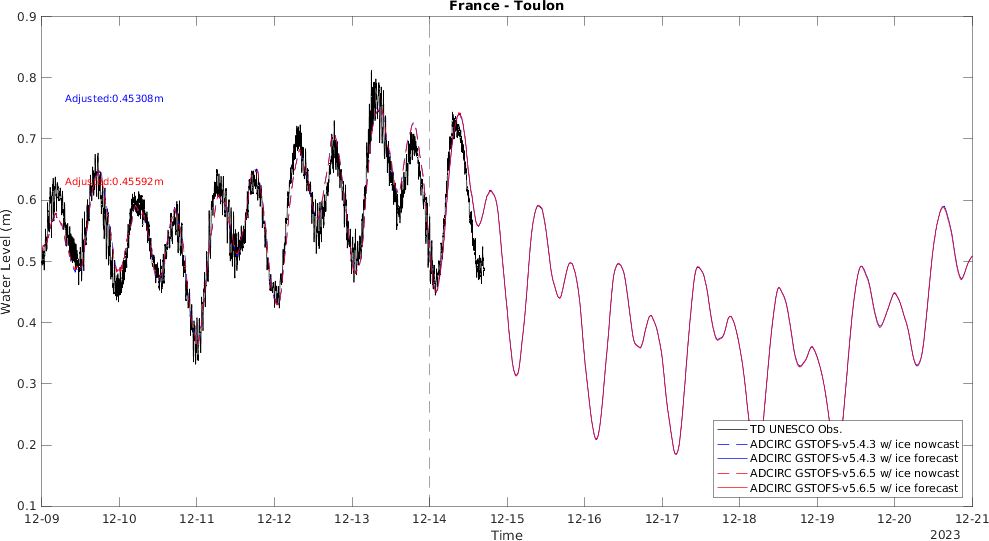 France - Toulon
0.9
0.8
0.7
0.6
0.5
0.4
0.3
0.2
0.1
Water Level (m)
Adjusted:0.45308m
Adjusted:0.45592m
TD UNESCO Obs.
ADCIRC GSTOFS-v5.4.3 w/ ice nowcast
ADCIRC GSTOFS-v5.4.3 w/ ice forecast
ADCIRC GSTOFS-v5.6.5 w/ ice nowcast
ADCIRC GSTOFS-v5.6.5 w/ ice forecast
12-09 12-10 12-11 12-12 12-13 12-14 12-15 12-16 12-17 12-18 12-19 12-20 12-21
Time
2023